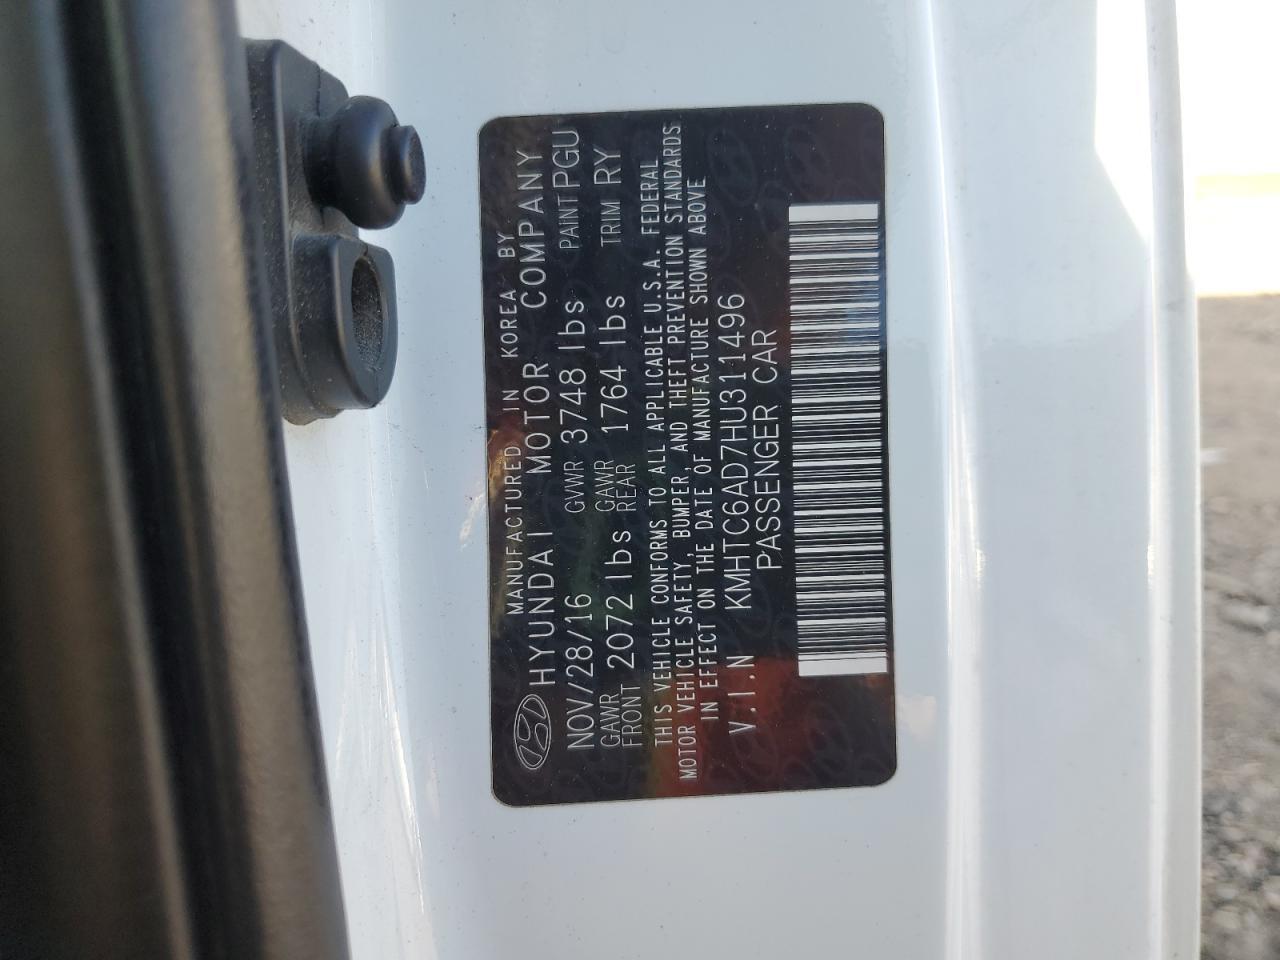 MANUFACTURED IN KOREA BY
HYUNDAI MOTOR COMPANY
NOV/28/16 GVWR 3748 lbs PAINT PGU
GAWR FRONT 2072 lbs GAWR REAR 1764 lbs TRIM RY
THIS VEHICLE CONFORMS TO ALL APPLICABLE U.S.A. FEDERAL
MOTOR VEHICLE SAFETY, BUMPER, AND THEFT PREVENTION STANDARDS
IN EFFECT ON THE DATE OF MANUFACTURE SHOWN ABOVE
V.I.N KMHTC6AD7HU311496
PASSENGER CAR